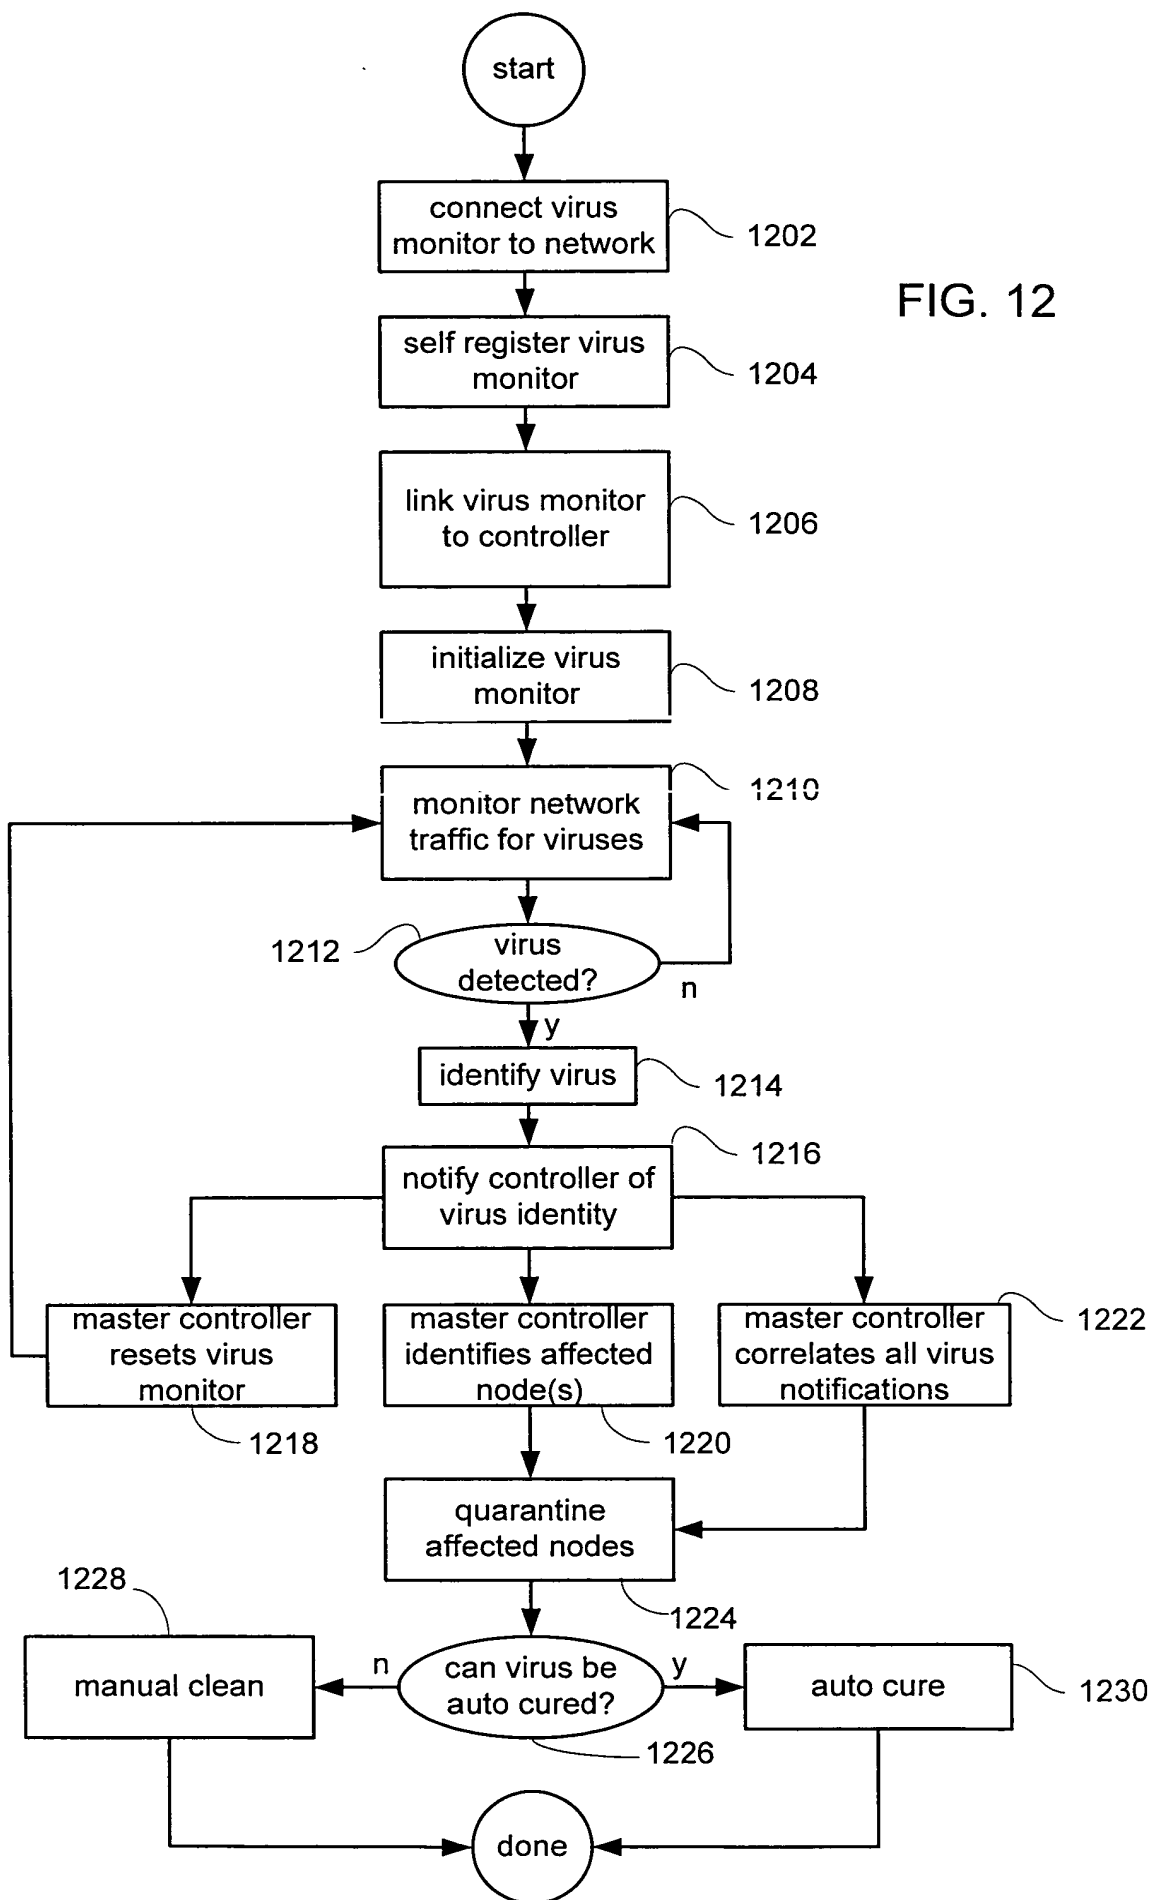 start
connect virus
monitor to network
1202
FIG. 12
self register virus
monitor
1204
link virus monitor
to controller
1206
initialize virus
monitor
1208
monitor network
traffic for viruses
1210
virus
detected?
1212
n
y
identify virus
1214
notify controller of
virus identity
1216
master controller
resets virus
monitor
1218
master controller
identifies affected
node(s)
1220
master controller
correlates all virus
notifications
1222
quarantine
affected nodes
1224
can virus be
auto cured?
1226
n
y
manual clean
1228
auto cure
1230
done